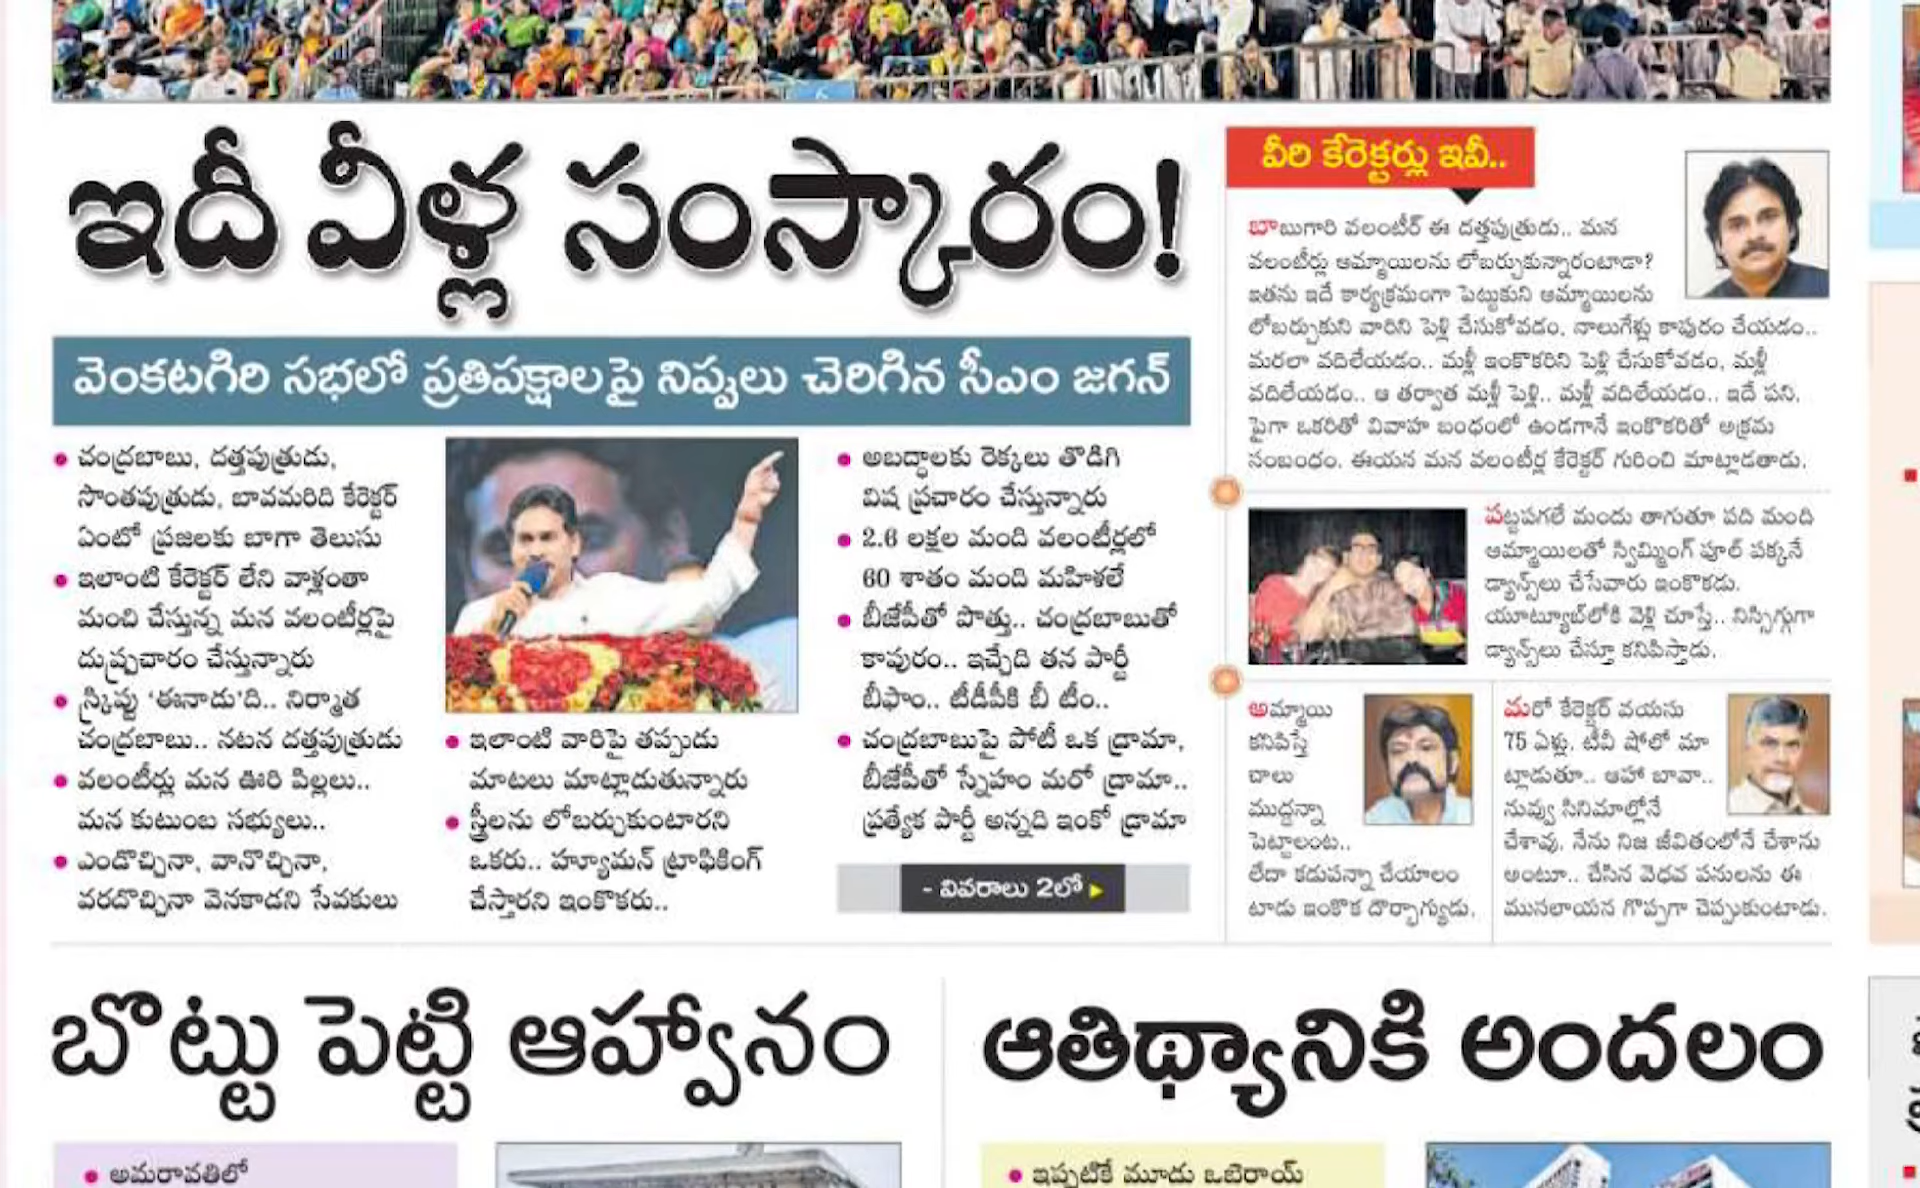 ఇదీ వీళ్ల సంస్కారం!
వెంకటగిరి సభలో ప్రతిపక్షాలపై నిప్పులు చెరిగిన సీఎం జగన్
• చంద్రబాబు, దత్తపుత్రుడు,
సొంతపుత్రుడు, బావమరిది కేరెక్టర్
ఏంటో ప్రజలకు బాగా తెలుసు
• ఇలాంటి కేరెక్టర్ లేని వాళ్లంతా
మంచి చేస్తున్న మన వలంటీర్లపై
దుష్ప్రచారం చేస్తున్నారు
• స్క్రిప్టు 'ఈనాడు'ది.. నిర్మాత
చంద్రబాబు.. నటన దత్తపుత్రుడు
• వలంటీర్లు మన ఊరి పిల్లలు..
మన కుటుంబ సభ్యులు..
• ఎండొచ్చినా, వానొచ్చినా,
వరదొచ్చినా వెనకాడని సేవకులు
• ఇలాంటి వారిపై తప్పుడు
మాటలు మాట్లాడుతున్నారు
• స్త్రీలను లోబర్చుకుంటారని
ఒకరు.. హ్యూమన్ ట్రాఫికింగ్
చేస్తారని ఇంకొకరు..
• అబద్ధాలకు రెక్కలు తొడిగి
విష ప్రచారం చేస్తున్నారు
• 2.6 లక్షల మంది వలంటీర్లలో
60 శాతం మంది మహిళలే
• బీజేపీతో పొత్తు.. చంద్రబాబుతో
కాపురం.. ఇచ్చేది తన పార్టీ
బీఫాం.. టీడీపీకి బీ టీం..
• చంద్రబాబుపై పోటీ ఒక డ్రామా,
బీజేపీతో స్నేహం మరో డ్రామా..
ప్రత్యేక పార్టీ అన్నది ఇంకో డ్రామా
- వివరాలు 2లో
వీరి కేరెక్టర్లు ఇవీ..
బాబుగారి వలంటీర్ ఈ దత్తపుత్రుడు.. మన
వలంటీర్లు అమ్మాయిలను లోబర్చుకున్నారంటాడా?
ఇతను ఇదే కార్యక్రమంగా పెట్టుకుని అమ్మాయిలను
లోబర్చుకుని వారిని పెళ్లి చేసుకోవడం, నాలుగేళ్లు కాపురం చేయడం..
మరలా వదిలేయడం.. మళ్లీ ఇంకొకరిని పెళ్లి చేసుకోవడం, మళ్లీ
వదిలేయడం.. ఆ తర్వాత మళ్లీ పెళ్లి.. మళ్లీ వదిలేయడం.. ఇదే పని.
పైగా ఒకరితో వివాహ బంధంలో ఉండగానే ఇంకొకరితో అక్రమ
సంబంధం. ఈయన మన వలంటీర్ల కేరెక్టర్ గురించి మాట్లాడతాడు.
పట్టపగలే మందు తాగుతూ పది మంది
అమ్మాయిలతో స్విమ్మింగ్ పూల్ పక్కనే
డ్యాన్స్‌లు చేసేవారు ఇంకొకడు.
యూట్యూబ్‌లోకి వెళ్లి చూస్తే.. నిస్సిగ్గుగా
డ్యాన్స్‌లు చేస్తూ కనిపిస్తాడు.
అమ్మాయి
కనిపిస్తే
చాలు
ముద్దన్నా
పెట్టాలంట..
లేదా కడుపన్నా చేయాలం
టాడు ఇంకొక దౌర్భాగ్యుడు.
మరో కేరెక్టర్ వయసు
75 ఏళ్లు. టీవీ షోలో మా
ట్లాడుతూ.. ఆహా బావా..
నువ్వు సినిమాల్లోనే
చేశావు, నేను నిజ జీవితంలోనే చేశాను
అంటూ.. చేసిన వెధవ పనులను ఈ
ముసలాయన గొప్పగా చెప్పుకుంటాడు.
బొట్టు పెట్టి ఆహ్వానం
• అమరావతిలో
ఆతిథ్యానికి అందలం
• ఇప్పటికే మూడు ఒబెరాయ్